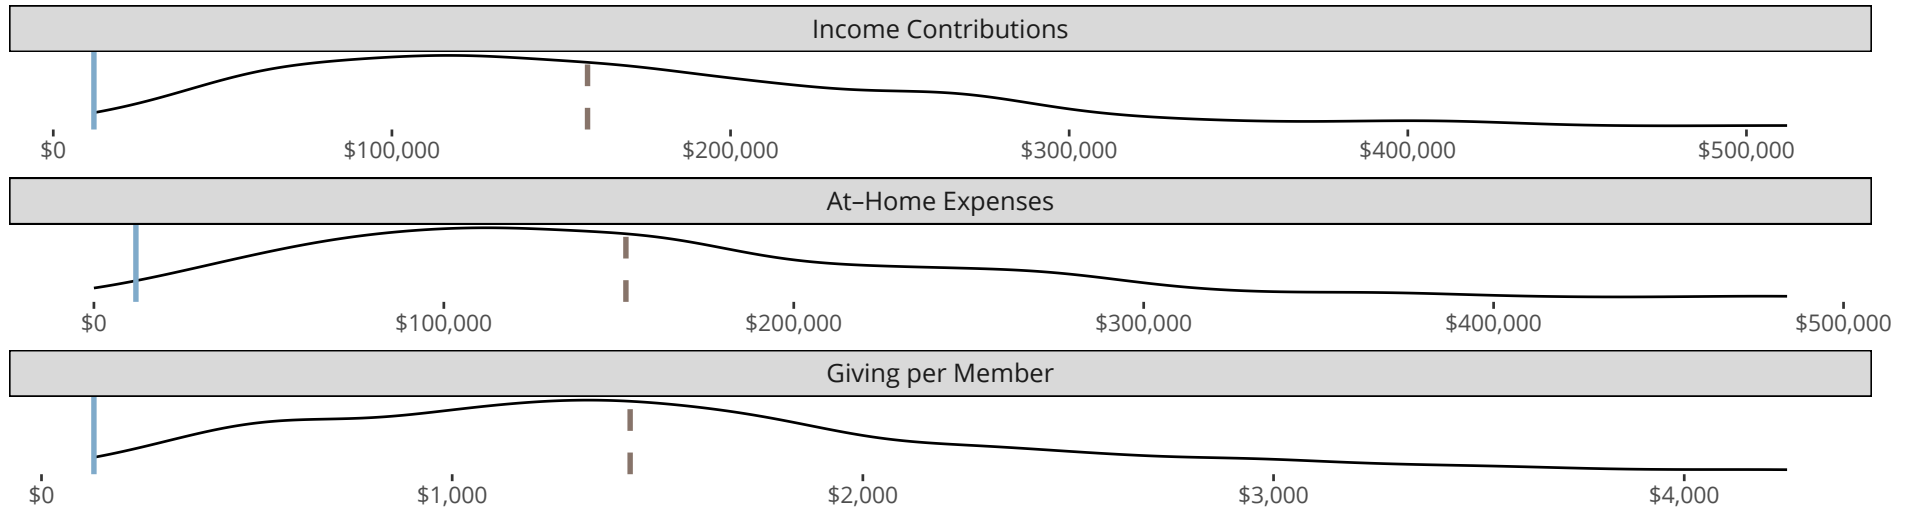 Income Contributions
$0 $100,000 $200,000 $300,000 $400,000 $500,000
At–Home Expenses
$0 $100,000 $200,000 $300,000 $400,000 $500,000
Giving per Member
$0 $1,000 $2,000 $3,000 $4,000